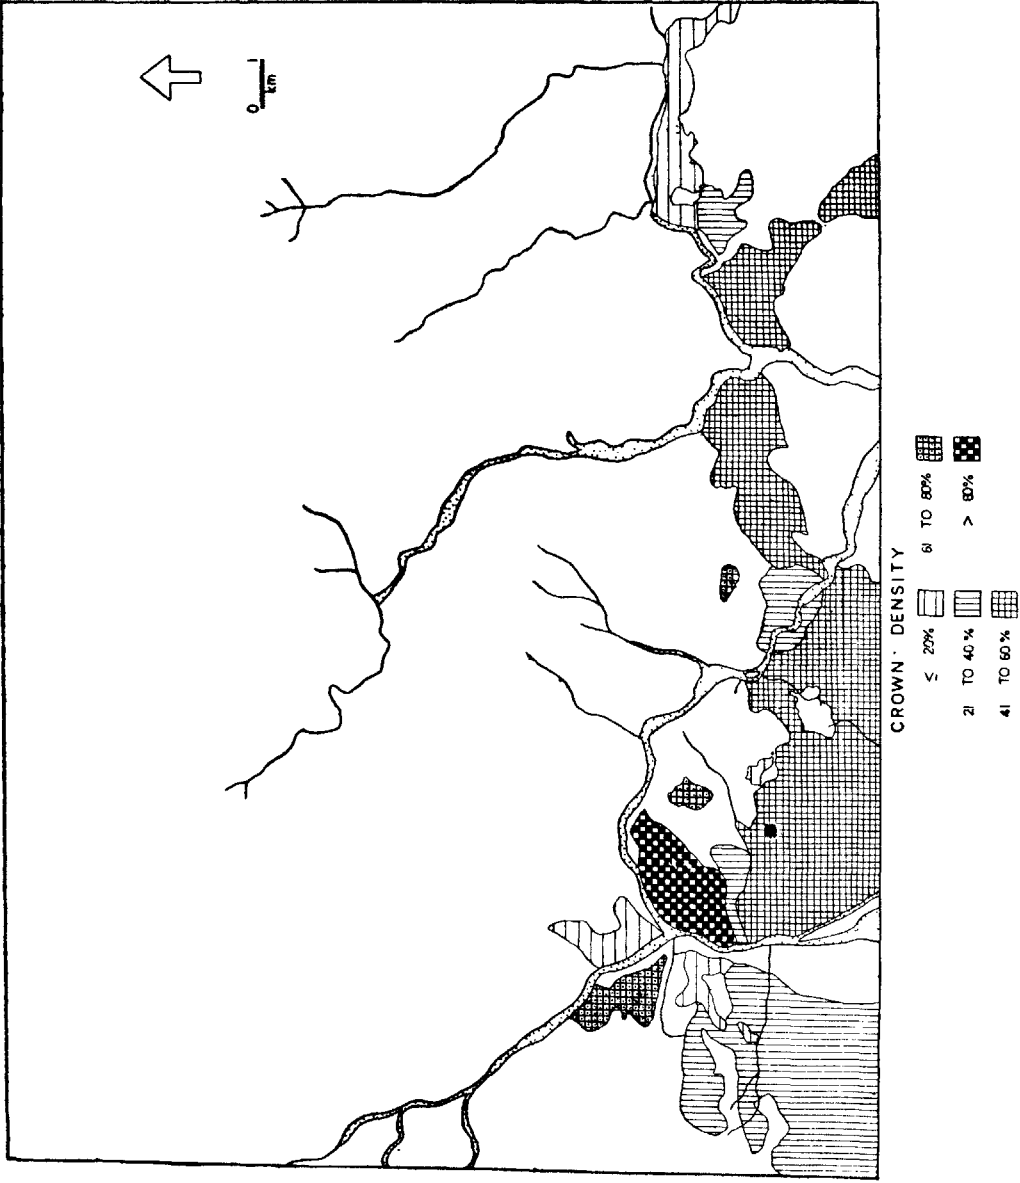 0 1
km
CROWN · DENSITY
≤ 20%
21 TO 40 %
41 TO 60 %
61 TO 80%
> 80%